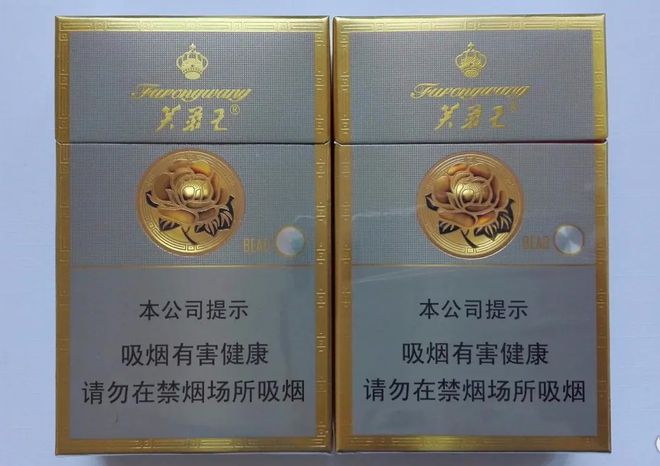 Furongwang
芙蓉王®
BEAD
本公司提示
吸烟有害健康
请勿在禁烟场所吸烟
Furongwang
芙蓉王®
BEAD
本公司提示
吸烟有害健康
请勿在禁烟场所吸烟